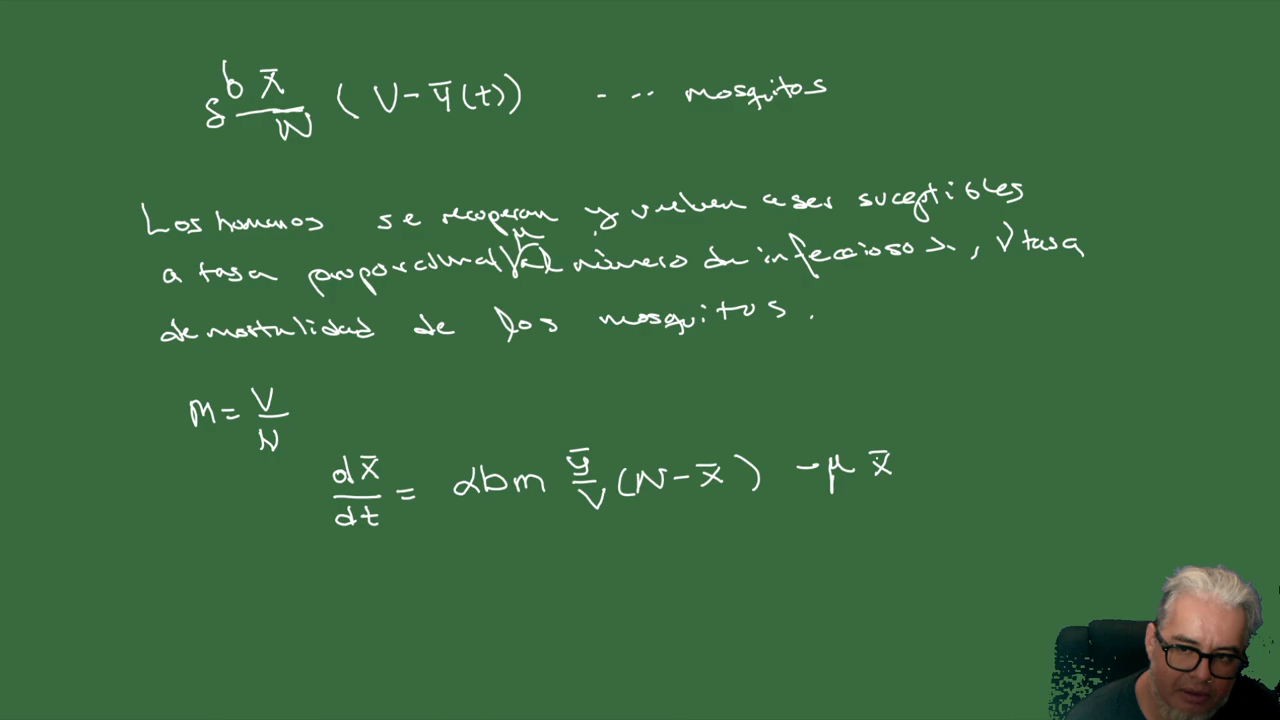 δ b x̄ / N ( V - ȳ(t)) - -- mosquitos
Los humanos se recuperan y vuelven a ser suceptibles
a tasa proporcional μ al número de infecciosos, ν tasa
de mortalidad de los mosquitos.
m = V / N
dx̄ / dt = αbm ȳ / V (N - x̄) - μ x̄